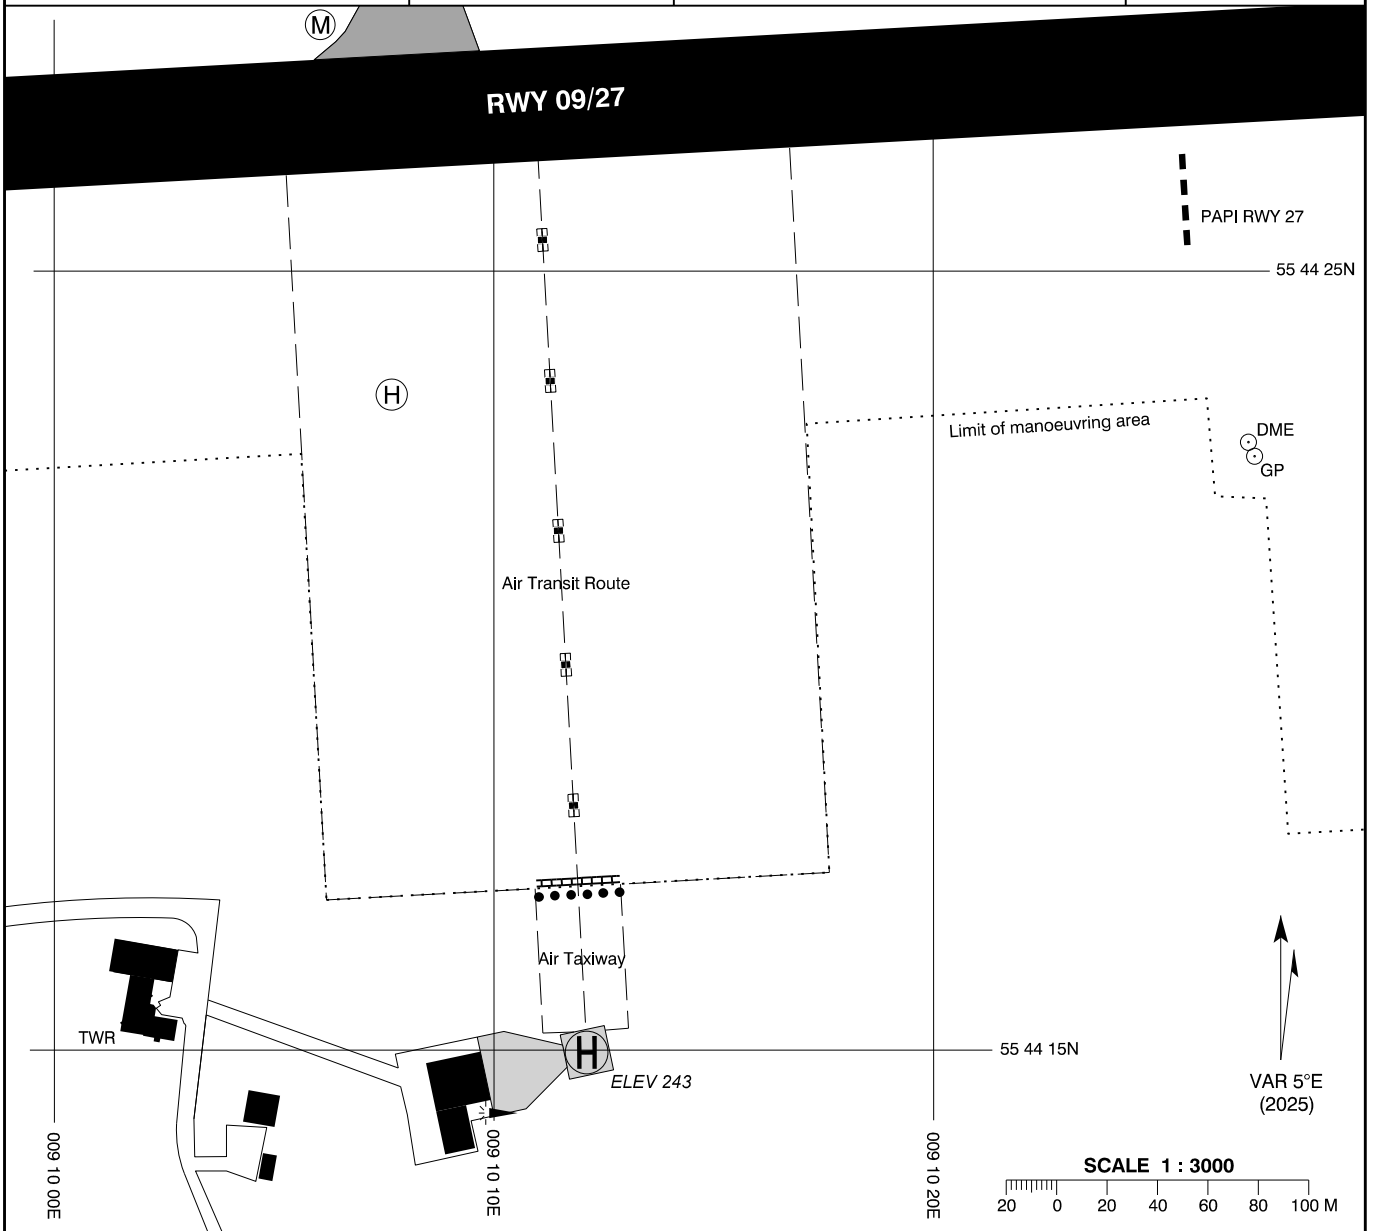 M
RWY 09/27
PAPI RWY 27
55 44 25N
H
Limit of manoeuvring area
DME
GP
Air Transit Route
Air Taxiway
TWR
H
55 44 15N
ELEV 243
VAR 5°E
(2025)
009 10 00E
009 10 10E
009 10 20E
SCALE 1 : 3000
20 0 20 40 60 80 100 M